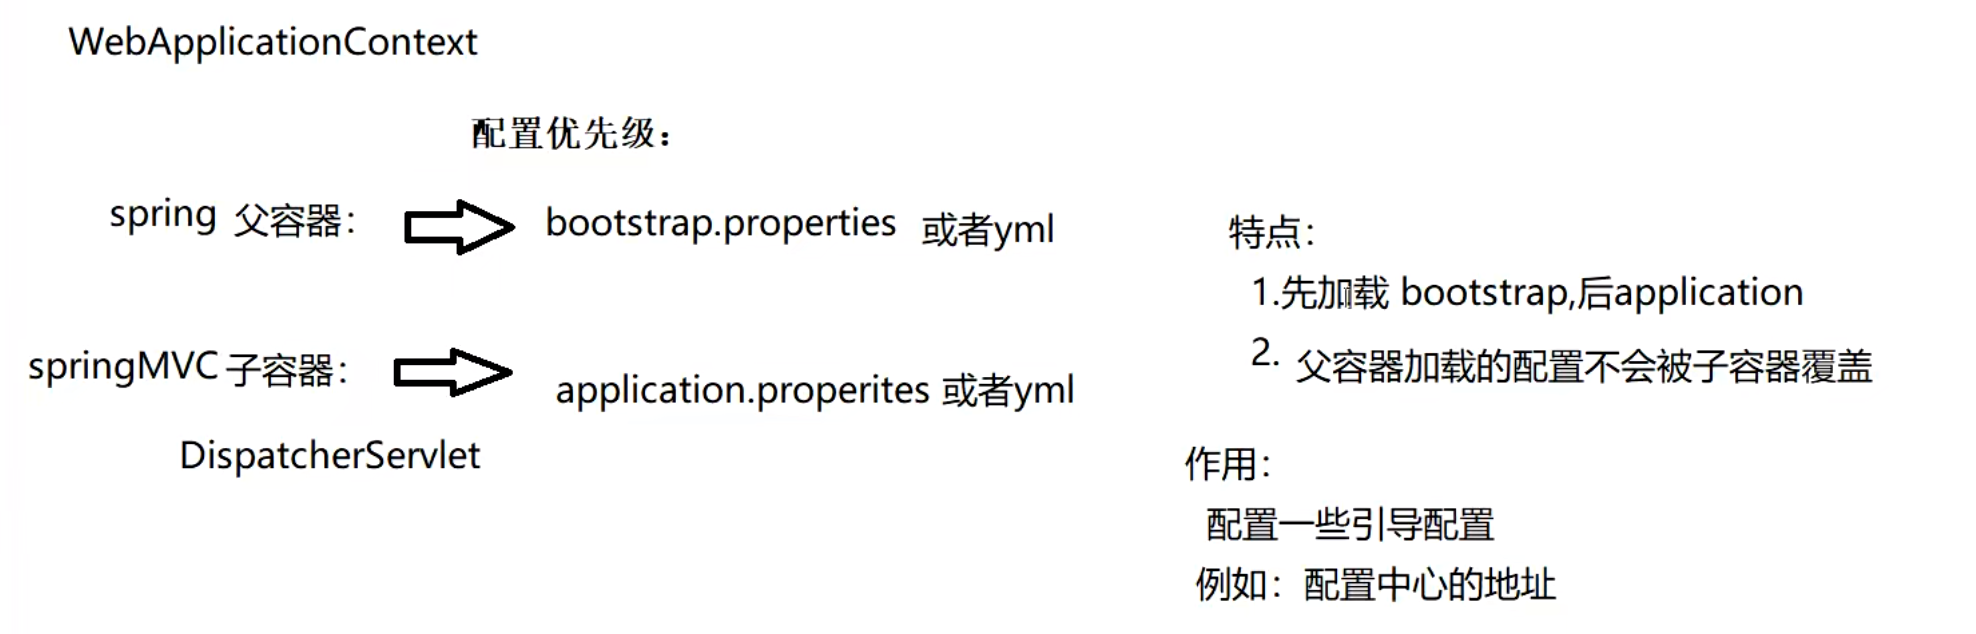 WebApplicationContext
配置优先级：
spring 父容器： bootstrap.properties 或者yml
springMVC 子容器： application.properites 或者yml
DispatcherServlet
特点：
1.先加载 bootstrap,后application
2. 父容器加载的配置不会被子容器覆盖
作用：
配置一些引导配置
例如：配置中心的地址